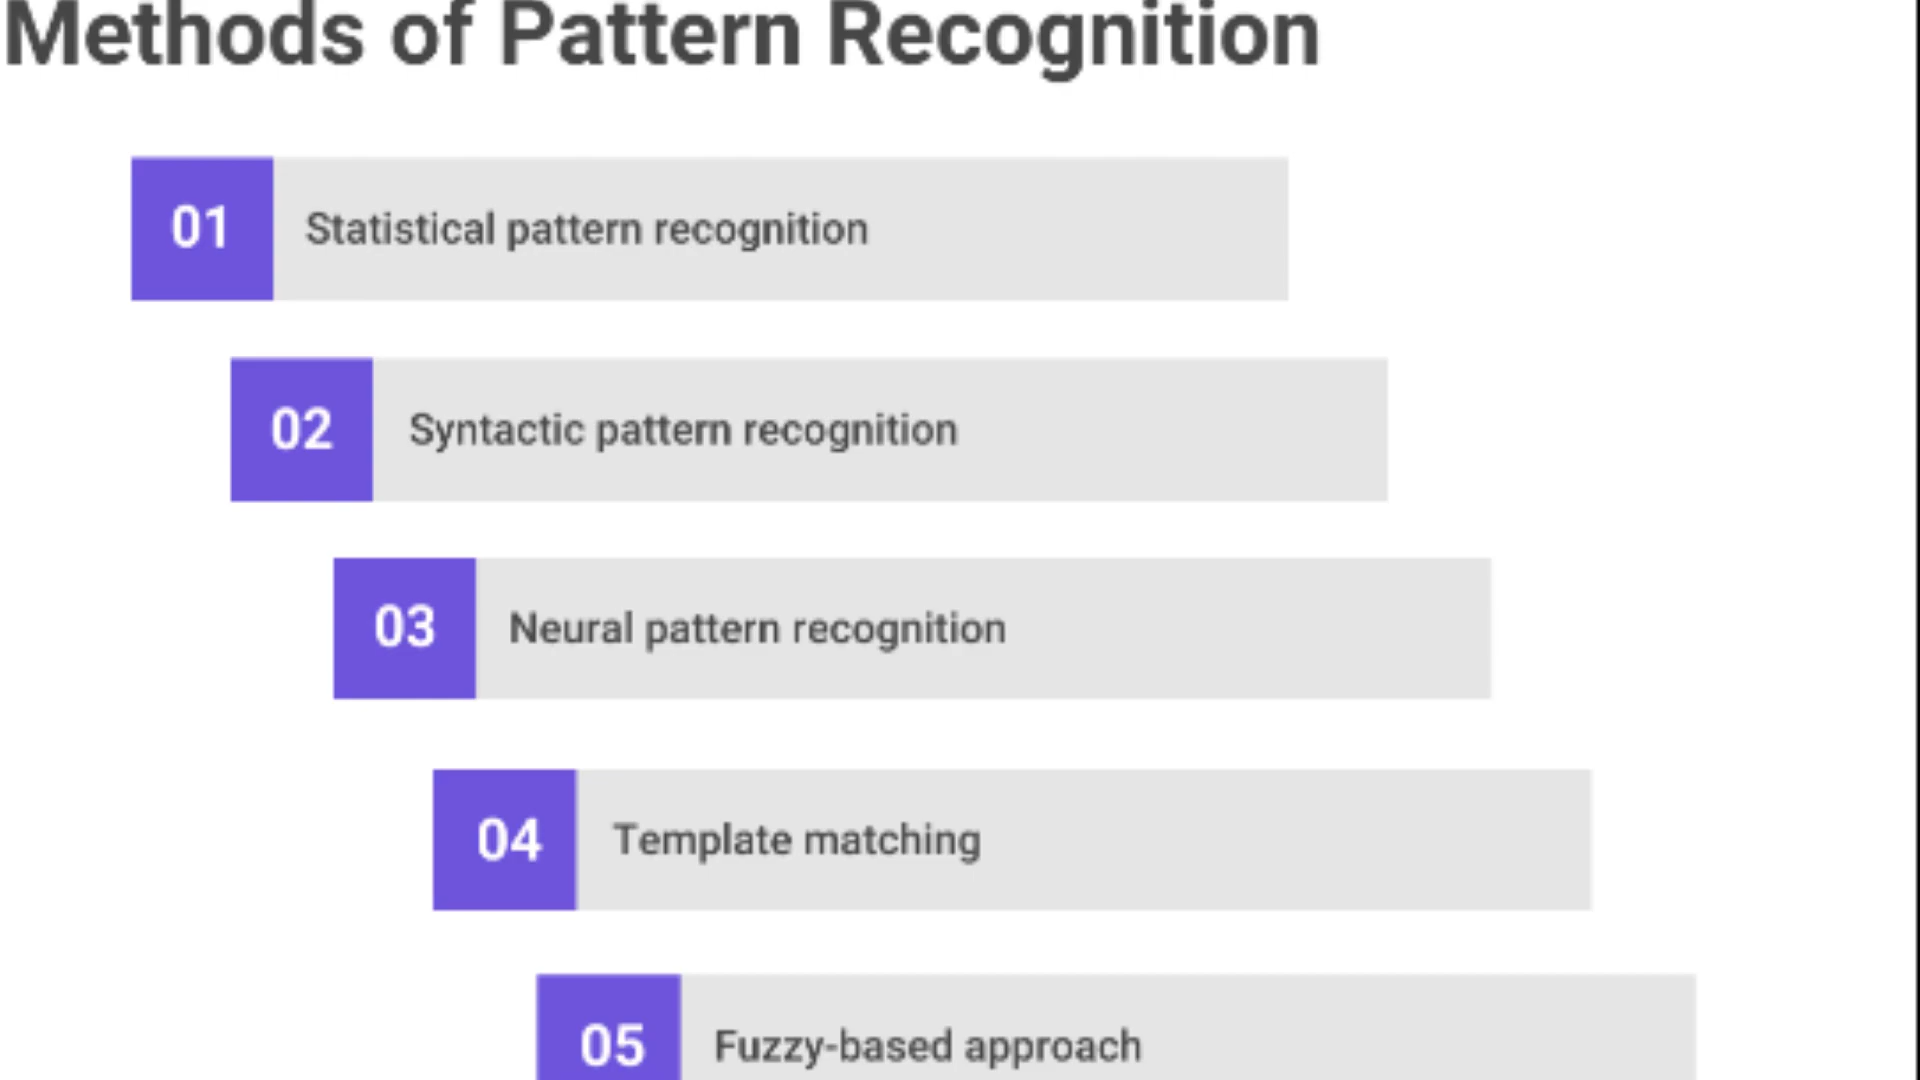 Methods of Pattern Recognition
01 Statistical pattern recognition
02 Syntactic pattern recognition
03 Neural pattern recognition
04 Template matching
05 Fuzzy-based approach